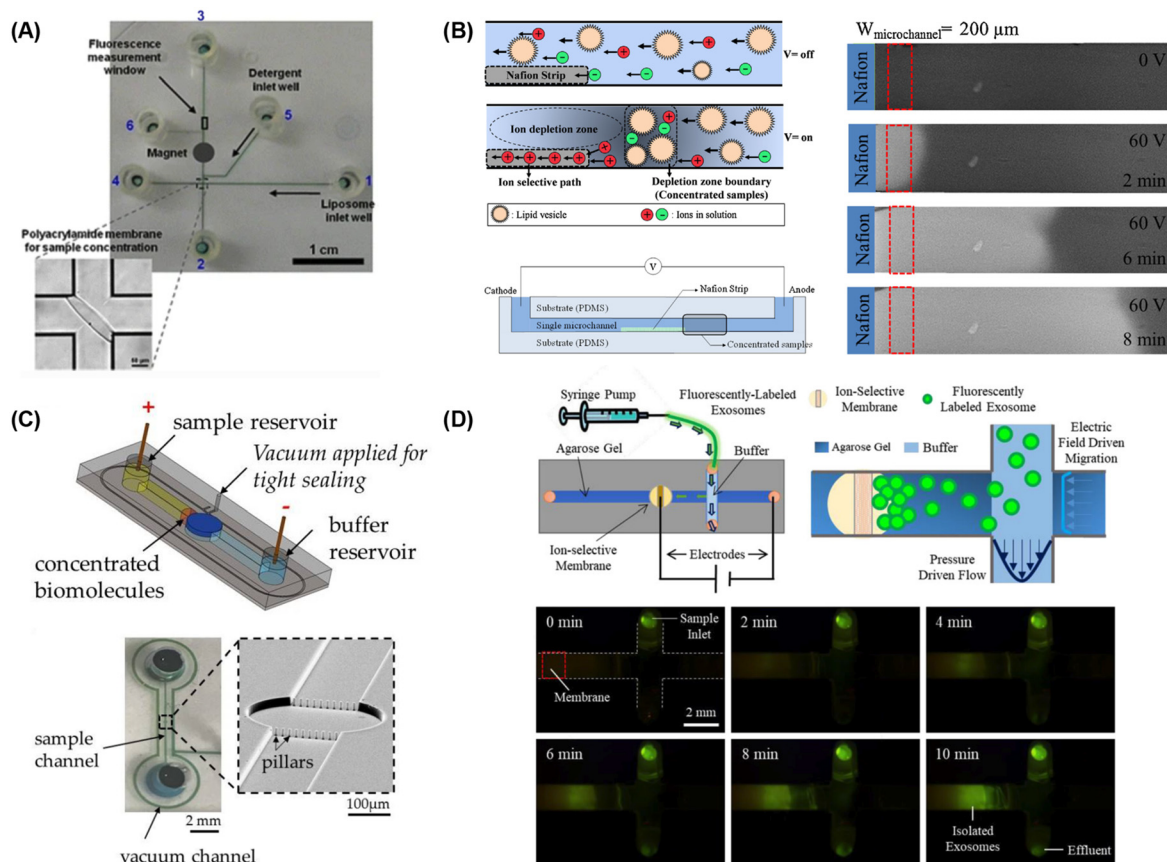 (A)
3
Fluorescence
measurement
window
Detergent
inlet well
5
6
Magnet
4
1
Liposome
inlet well
Polyacrylamide membrane
for sample concentration
2
1 cm
50 µm
(B)
V= off
Nafion Strip
Ion depletion zone
V= on
Ion selective path
Depletion zone boundary
(Concentrated samples)
: Lipid vesicle
: Ions in solution
V
Cathode
Anode
Nafion Strip
Substrate (PDMS)
Single microchannel
Substrate (PDMS)
Concentrated samples
Wmicrochannel= 200 µm
Nafion
0 V
Nafion
60 V
2 min
Nafion
60 V
6 min
Nafion
60 V
8 min
(C)
+
sample reservoir
Vacuum applied for
tight sealing
-
buffer
reservoir
concentrated
biomolecules
sample
channel
pillars
2 mm
100µm
vacuum channel
(D)
Syringe Pump
Fluorescently-Labeled
Exosomes
Agarose Gel
Buffer
Ion-selective
Membrane
Electrodes
Ion-Selective
Membrane
Fluorescently
Labeled Exosome
Agarose Gel
Buffer
Electric
Field Driven
Migration
Pressure
Driven Flow
0 min
Sample
Inlet
Membrane
2 mm
2 min
4 min
6 min
8 min
10 min
Isolated
Exosomes
Effluent